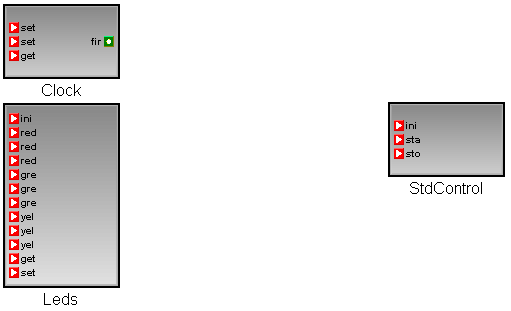 set
set fir
get
Clock
ini
red
red
red
gre
gre
gre
yel
yel
yel
get
set
Leds
ini
sta
sto
StdControl